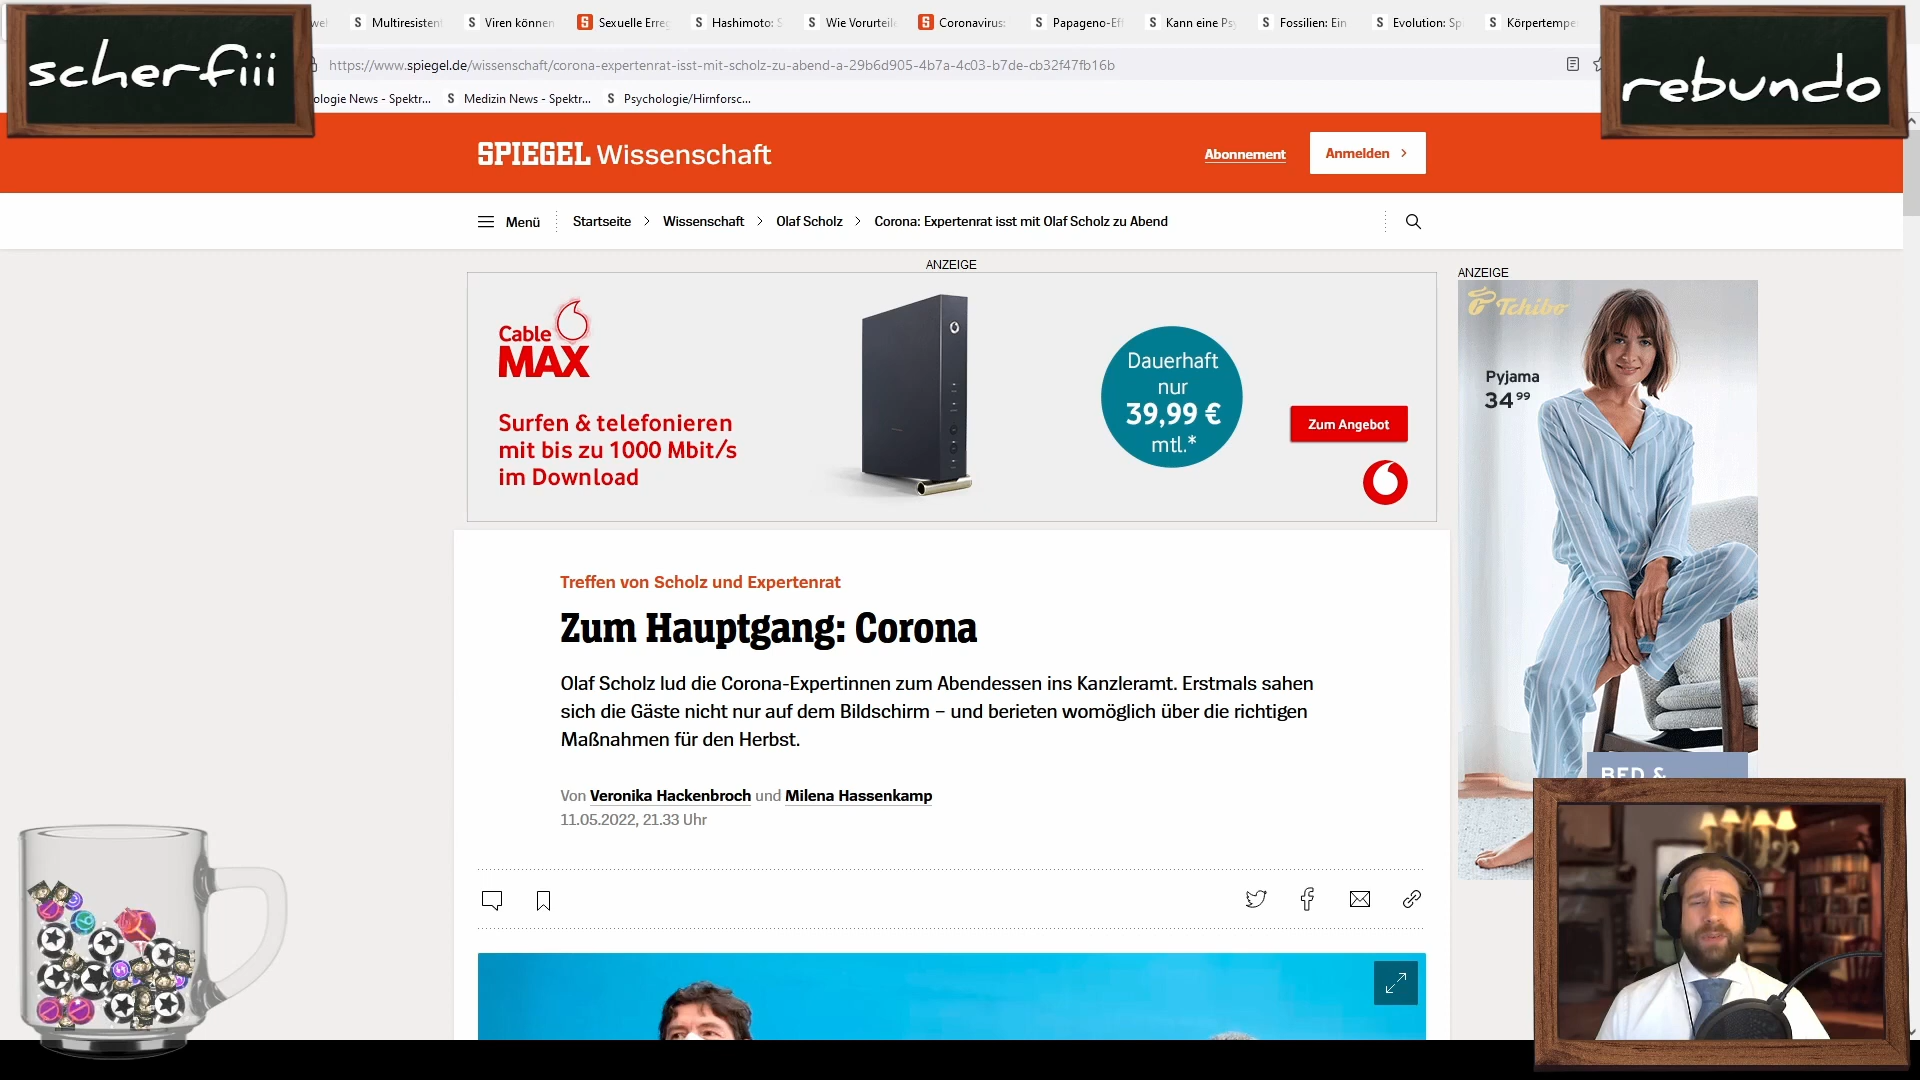 scherfiii
Multiresistent
Viren können
Sexuelle Erreg
Hashimoto: S
Wie Vorurteile
Coronavirus:
Papageno-Eff
Kann eine Psy
Fossilien: Ein
Evolution: Sp
Körpertempe
rebundo
https://www.spiegel.de/wissenschaft/corona-expertenrat-isst-mit-scholz-zu-abend-a-29b6d905-4b7a-4c03-b7de-cb32f47fb16b
ologie News - Spektr...
Medizin News - Spektr...
Psychologie/Hirnforsc...
SPIEGEL Wissenschaft
Abonnement
Anmelden
Menü
Startseite
Wissenschaft
Olaf Scholz
Corona: Expertenrat isst mit Olaf Scholz zu Abend
ANZEIGE
Cable
MAX
Surfen & telefonieren
mit bis zu 1000 Mbit/s
im Download
Dauerhaft
nur
39,99 €
mtl.*
Zum Angebot
ANZEIGE
Tchibo
Pyjama
34 99
BED &
Treffen von Scholz und Expertenrat
Zum Hauptgang: Corona
Olaf Scholz lud die Corona-Expertinnen zum Abendessen ins Kanzleramt. Erstmals sahen
sich die Gäste nicht nur auf dem Bildschirm – und berieten womöglich über die richtigen
Maßnahmen für den Herbst.
Von Veronika Hackenbroch und Milena Hassenkamp
11.05.2022, 21.33 Uhr